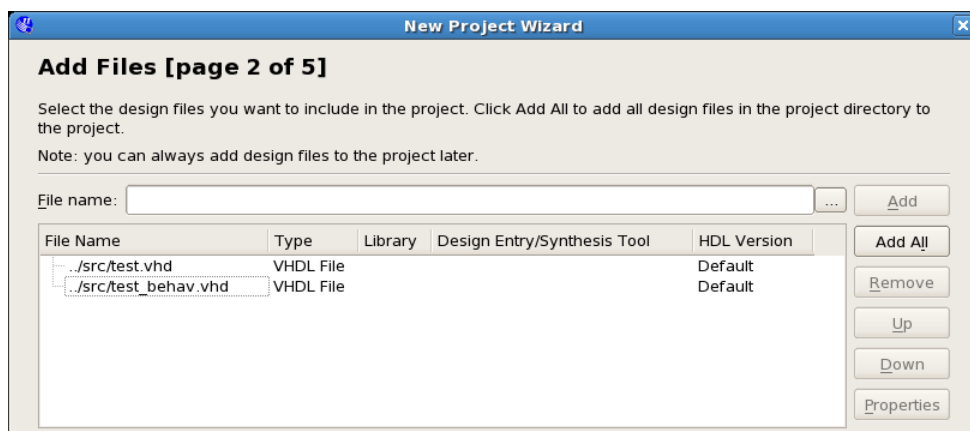 New Project Wizard
Add Files [page 2 of 5]
Select the design files you want to include in the project. Click Add All to add all design files in the project directory to
the project.
Note: you can always add design files to the project later.
File name: ... Add
File Name Type Library Design Entry/Synthesis Tool HDL Version Add All
../src/test.vhd VHDL File Default
../src/test_behav.vhd VHDL File Default
Remove
Up
Down
Properties